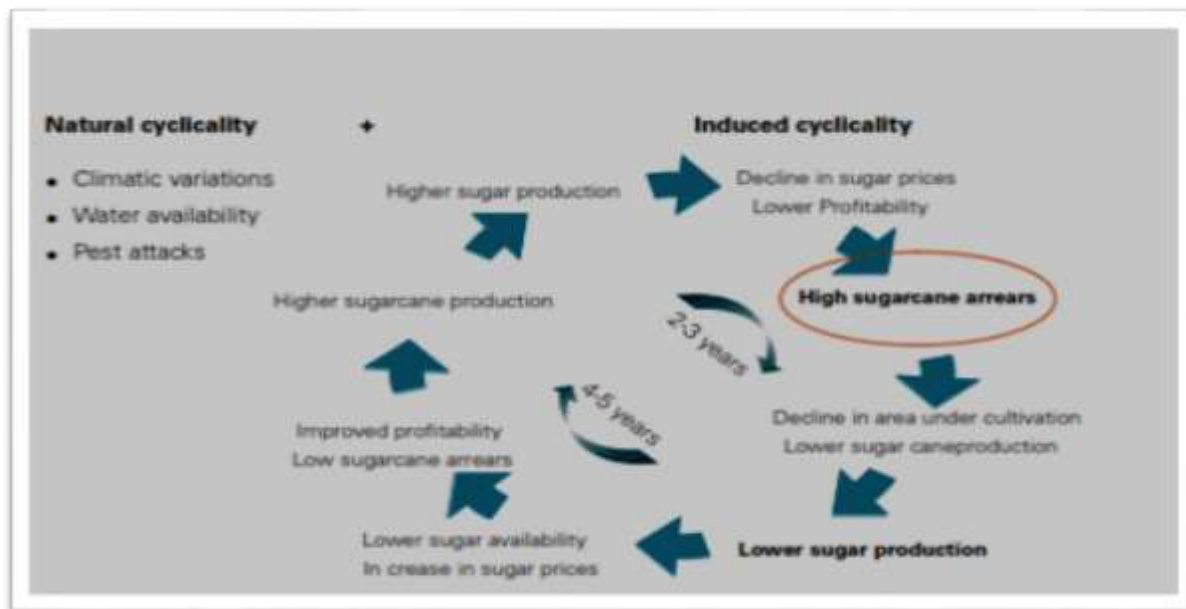 Natural cyclicality + Induced cyclicality
• Climatic variations
• Water availability
• Pest attacks
Higher sugar production
Decline in sugar prices
Lower Profitability
High sugarcane arrears
Decline in area under cultivation
Lower sugar caneproduction
Lower sugar production
Lower sugar availability
In crease in sugar prices
Improved profitability
Low sugarcane arrears
Higher sugarcane production
2-3 years
4-5 years